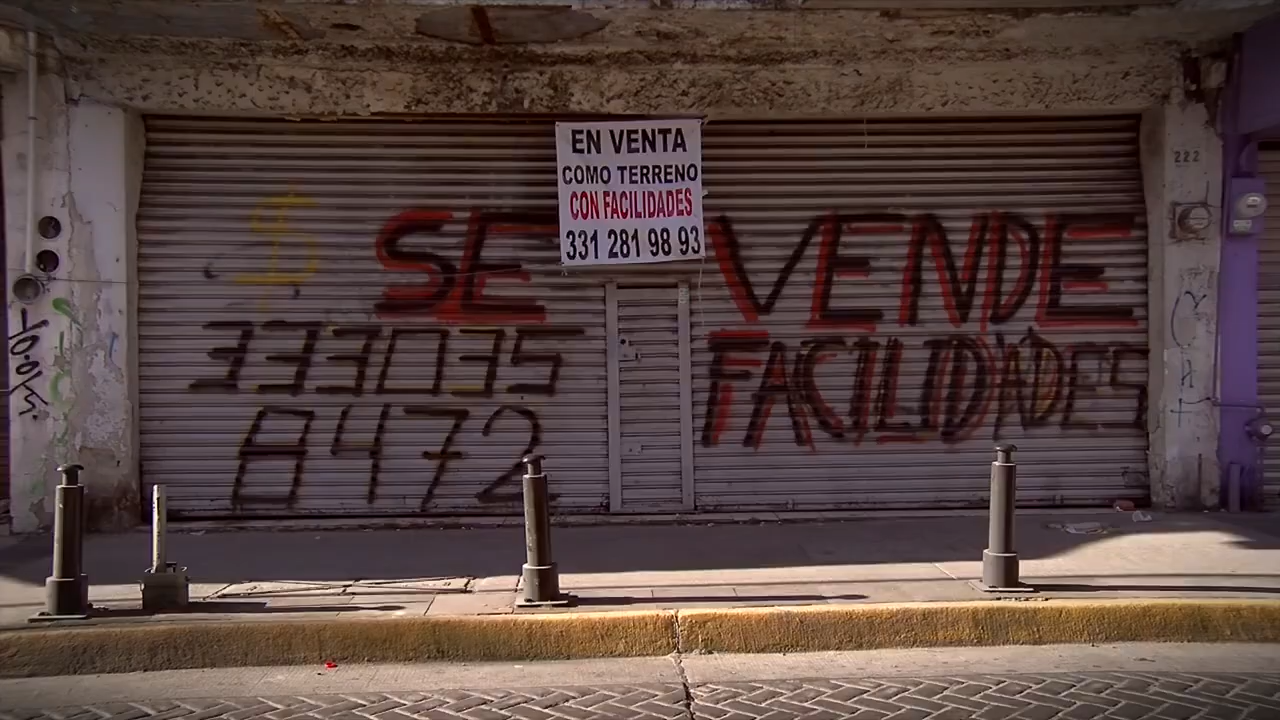 EN VENTA
COMO TERRENO
CON FACILIDADES
331 281 98 93
$ SE VENDE
333035
8472
FACILIDADES
222